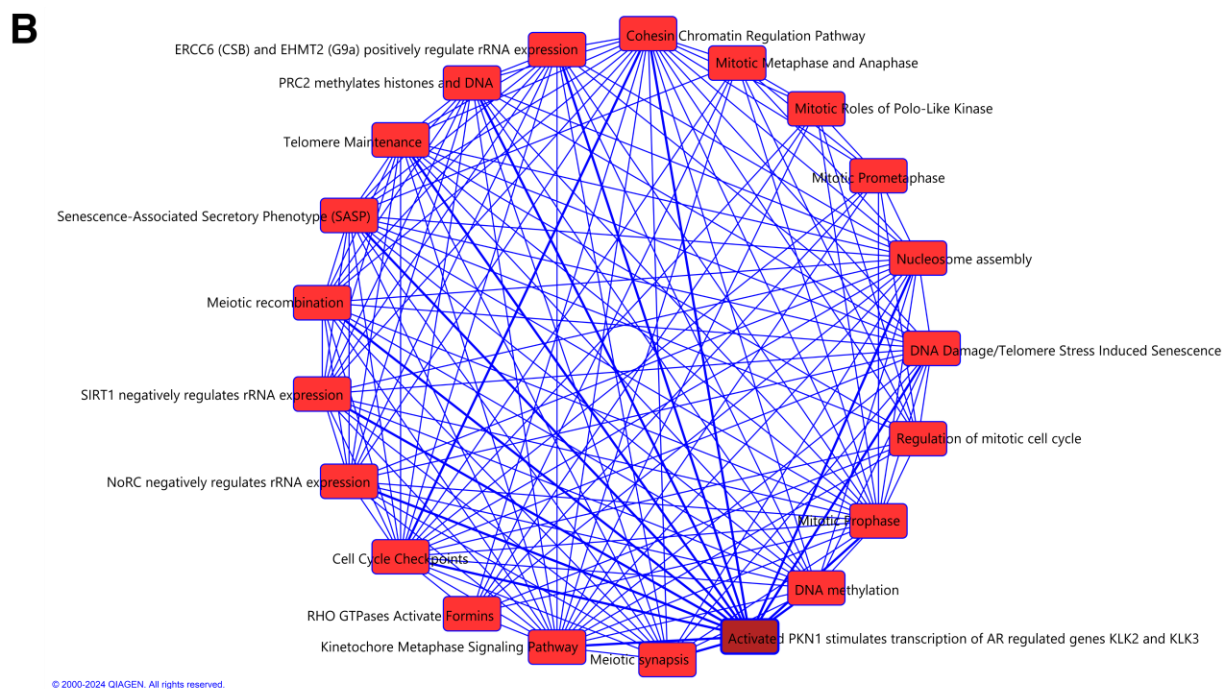 B
Cohesin Chromatin Regulation Pathway
ERCC6 (CSB) and EHMT2 (G9a) positively regulate rRNA expression
Mitotic Metaphase and Anaphase
PRC2 methylates histones and DNA
Mitotic Roles of Polo-Like Kinase
Telomere Maintenance
Mitotic Prometaphase
Senescence-Associated Secretory Phenotype (SASP)
Nucleosome assembly
Meiotic recombination
DNA Damage/Telomere Stress Induced Senescence
SIRT1 negatively regulates rRNA expression
Regulation of mitotic cell cycle
NoRC negatively regulates rRNA expression
Mitotic Prophase
Cell Cycle Checkpoints
DNA methylation
RHO GTPases Activate Formins
Activated PKN1 stimulates transcription of AR regulated genes KLK2 and KLK3
Kinetochore Metaphase Signaling Pathway
Meiotic synapsis
© 2000-2024 QIAGEN. All rights reserved.